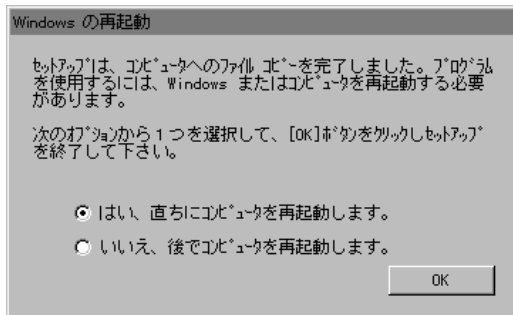 Windows の再起動
ｾｯﾄｱｯﾌﾟは、ｺﾝﾋﾟｭｰﾀへのﾌｧｲﾙ ｺﾋﾟｰを完了しました。ﾌﾟﾛｸﾞﾗﾑ
を使用するには、Windows またはｺﾝﾋﾟｭｰﾀを再起動する必要
があります。
次のｵﾌﾟｼｮﾝから１つを選択して、[OK]ﾎﾞﾀﾝをｸﾘｯｸしｾｯﾄｱｯﾌﾟ
を終了して下さい。
はい、直ちにｺﾝﾋﾟｭｰﾀを再起動します。
いいえ、後でｺﾝﾋﾟｭｰﾀを再起動します。
OK